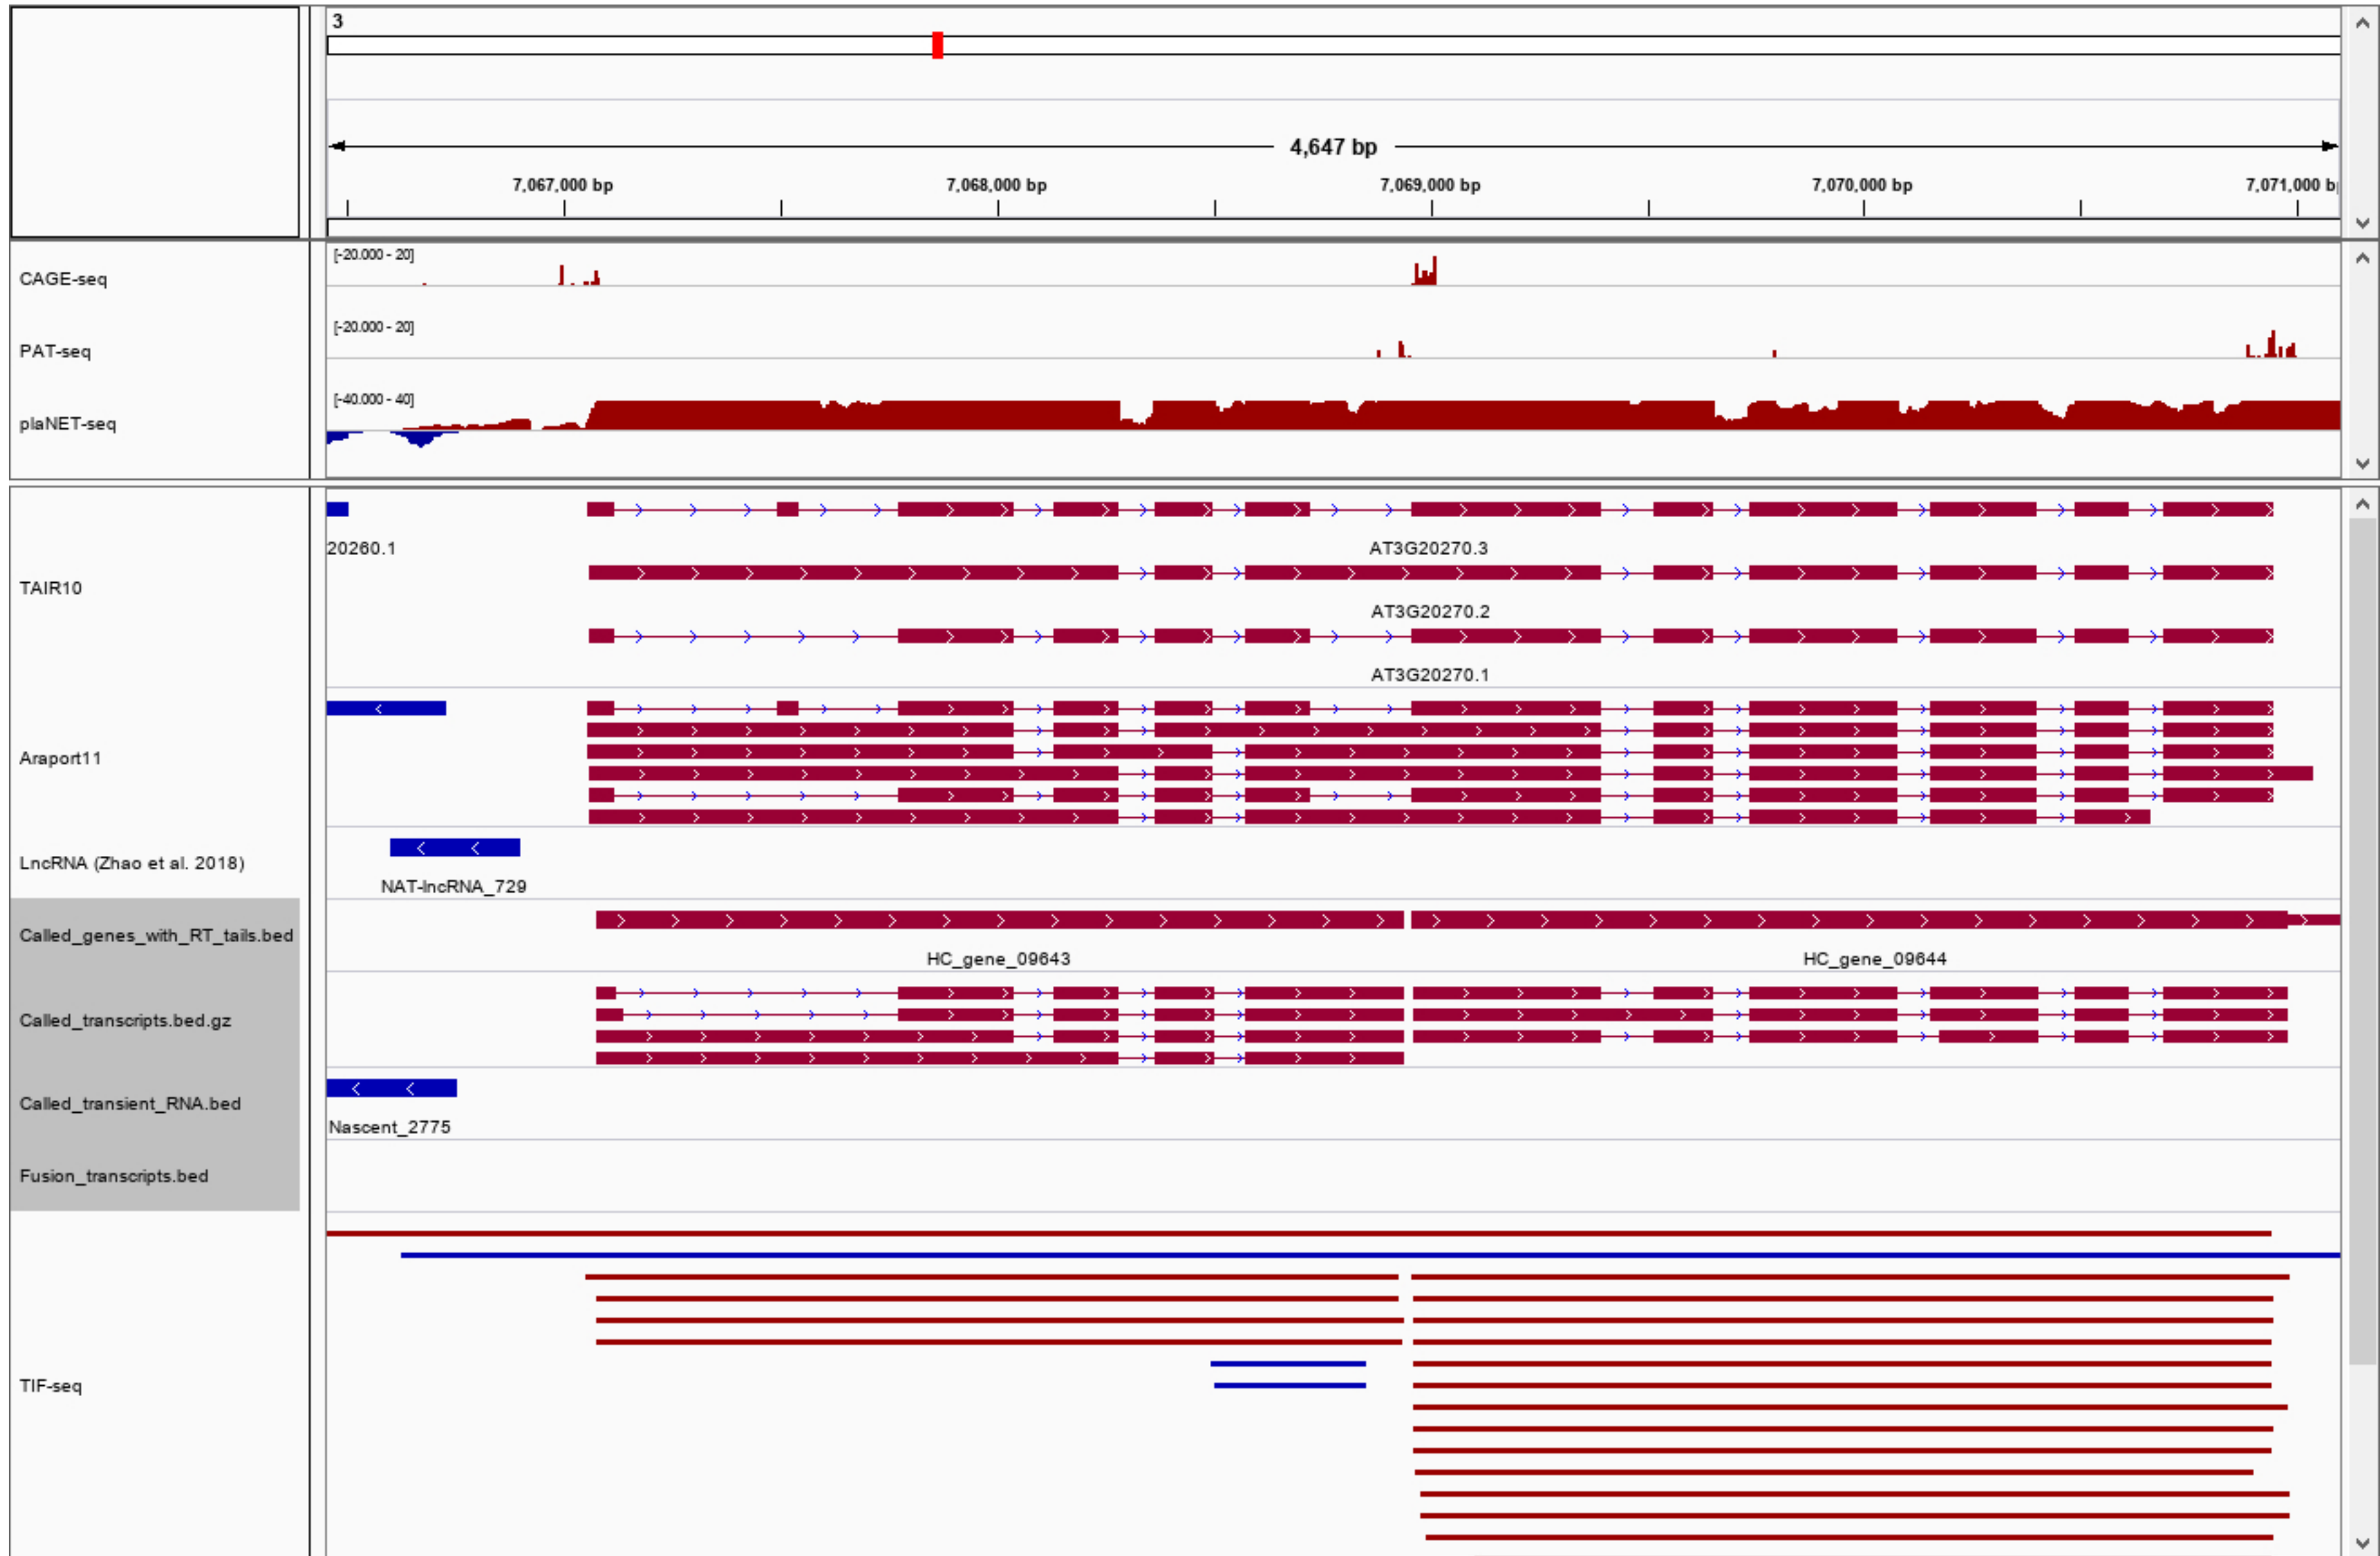 3
4,647 bp
7,067,000 bp
7,068,000 bp
7,069,000 bp
7,070,000 bp
7,071,000 b
CAGE-seq
[-20.000 - 20]
PAT-seq
[-20.000 - 20]
plaNET-seq
[-40.000 - 40]
TAIR10
20260.1
AT3G20270.3
AT3G20270.2
AT3G20270.1
Araport11
LncRNA (Zhao et al. 2018)
NAT-lncRNA_729
Called_genes_with_RT_tails.bed
HC_gene_09643
HC_gene_09644
Called_transcripts.bed.gz
Called_transient_RNA.bed
Nascent_2775
Fusion_transcripts.bed
TIF-seq